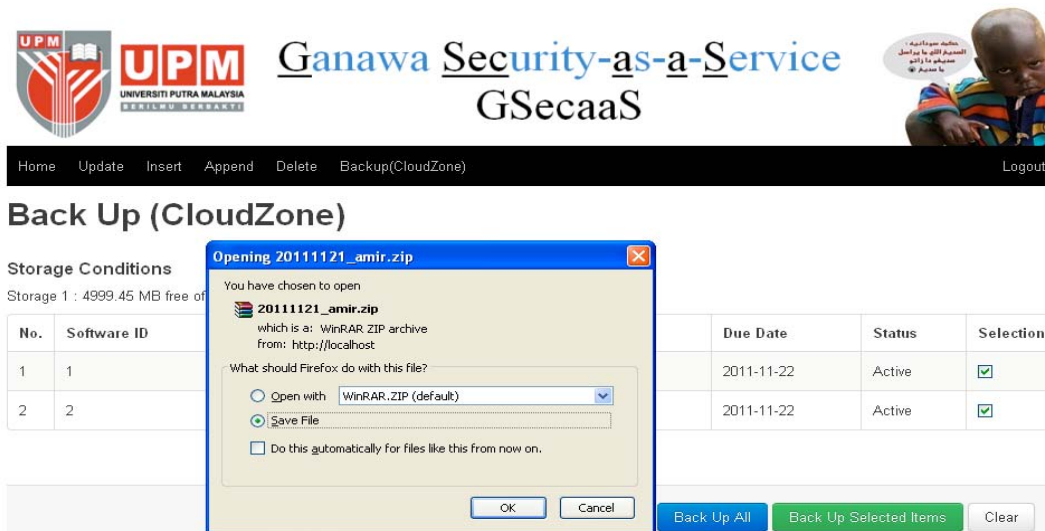 UPM
UPM
UNIVERSITI PUTRA MALAYSIA
BERILMU BERBAKTI
Ganawa Security-as-a-Service
GSecaaS
Home Update Insert Append Delete Backup(CloudZone) Logout
Back Up (CloudZone)
Storage Conditions
Storage 1 : 4999.45 MB free of
Opening 20111121_amir.zip
You have chosen to open
20111121_amir.zip
which is a: WinRAR ZIP archive
from: http://localhost
What should Firefox do with this file?
Open with WinRAR.ZIP (default)
Save File
Do this automatically for files like this from now on.
OK Cancel
No. Software ID Due Date Status Selection
1 1 2011-11-22 Active
2 2 2011-11-22 Active
Back Up All Back Up Selected Items Clear